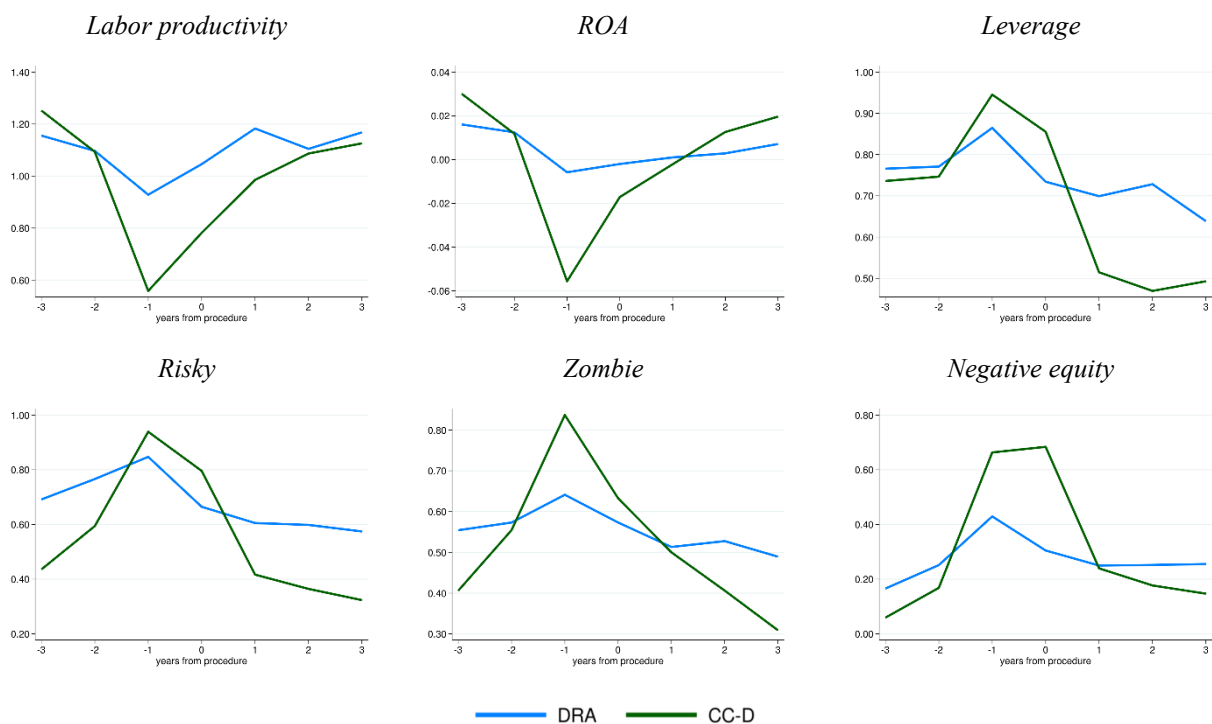 Labor productivity
1.40
1.20
1.00
0.80
0.60
-3 -2 -1 0 1 2 3
years from procedure
ROA
0.04
0.02
0.00
-0.02
-0.04
-0.06
-3 -2 -1 0 1 2 3
years from procedure
Leverage
1.00
0.90
0.80
0.70
0.60
0.50
-3 -2 -1 0 1 2 3
years from procedure
Risky
1.00
0.80
0.60
0.40
0.20
-3 -2 -1 0 1 2 3
years from procedure
Zombie
0.80
0.70
0.60
0.50
0.40
0.30
-3 -2 -1 0 1 2 3
years from procedure
Negative equity
0.80
0.60
0.40
0.20
0.00
-3 -2 -1 0 1 2 3
years from procedure
DRA CC-D